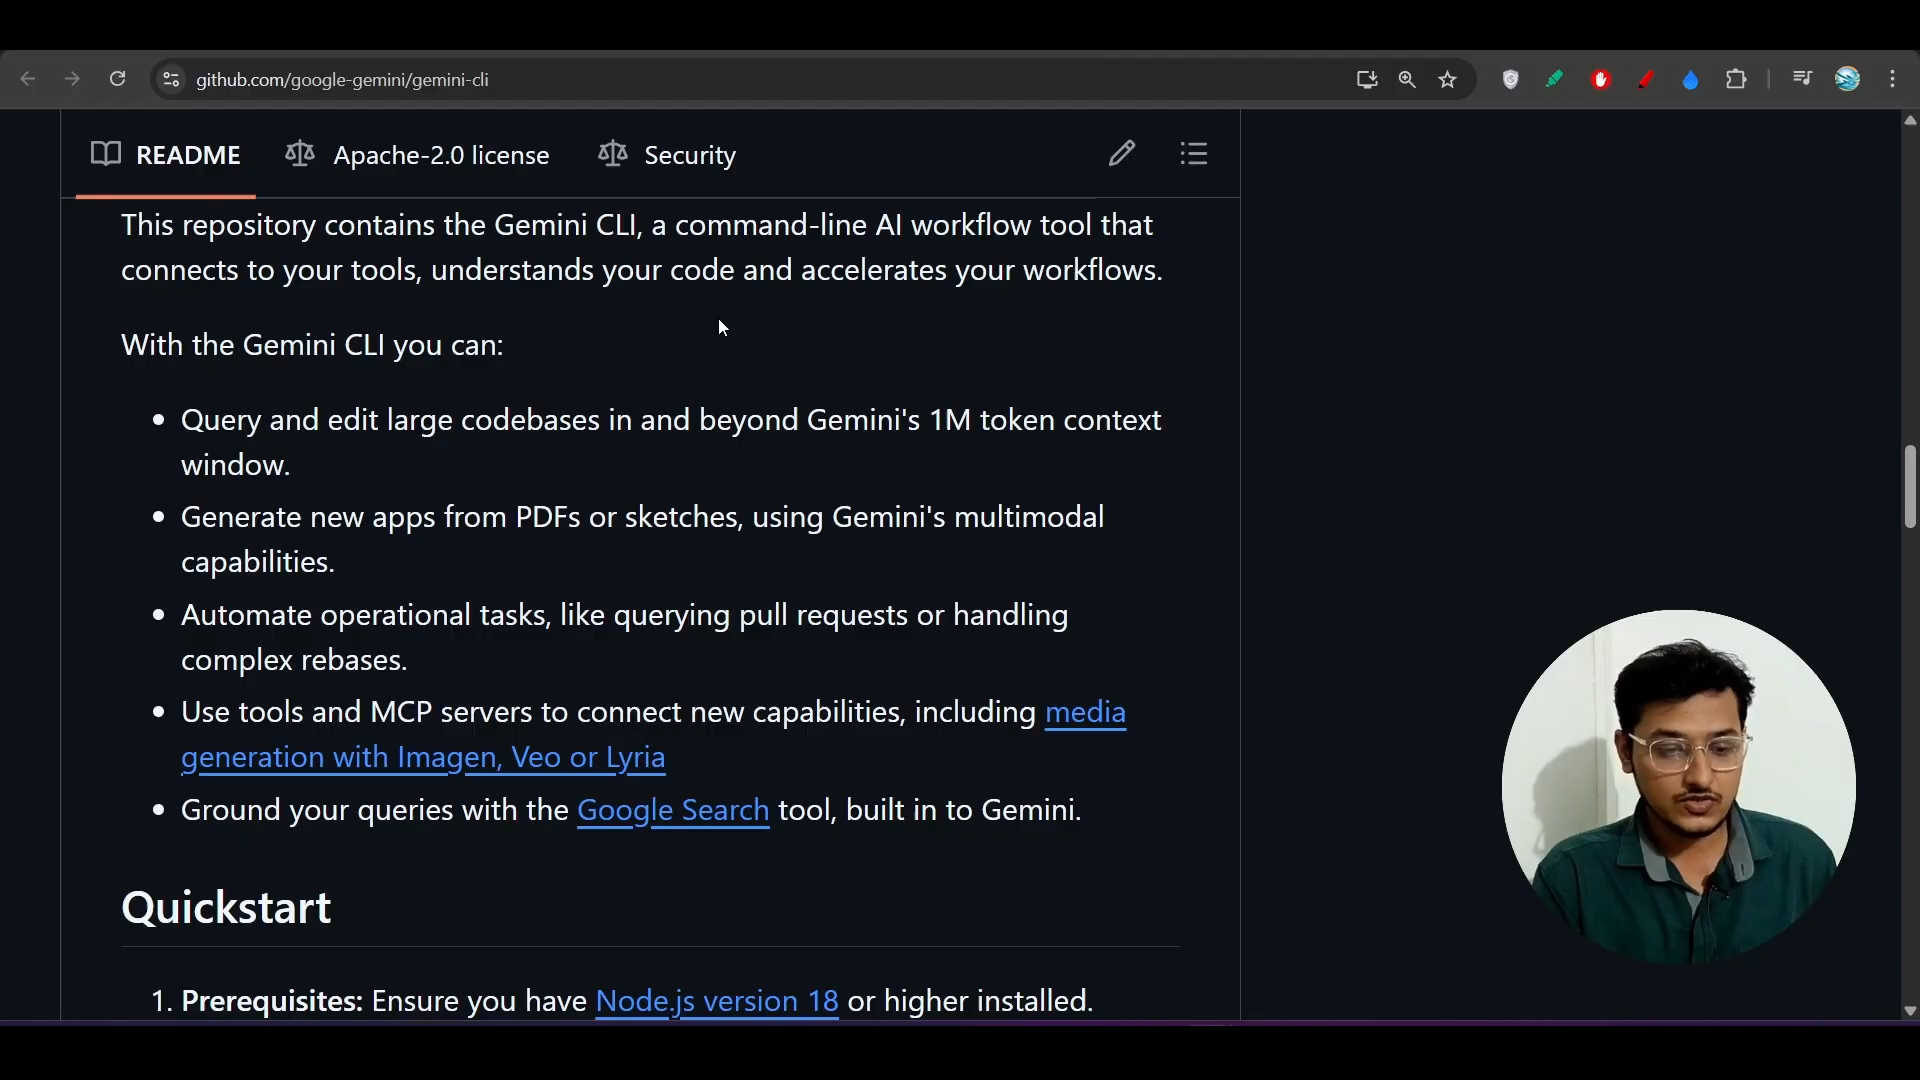 github.com/google-gemini/gemini-cli
README Apache-2.0 license Security
This repository contains the Gemini CLI, a command-line AI workflow tool that
connects to your tools, understands your code and accelerates your workflows.
With the Gemini CLI you can:
• Query and edit large codebases in and beyond Gemini's 1M token context
window.
• Generate new apps from PDFs or sketches, using Gemini's multimodal
capabilities.
• Automate operational tasks, like querying pull requests or handling
complex rebases.
• Use tools and MCP servers to connect new capabilities, including media
generation with Imagen, Veo or Lyria
• Ground your queries with the Google Search tool, built in to Gemini.
Quickstart
1. Prerequisites: Ensure you have Node.js version 18 or higher installed.